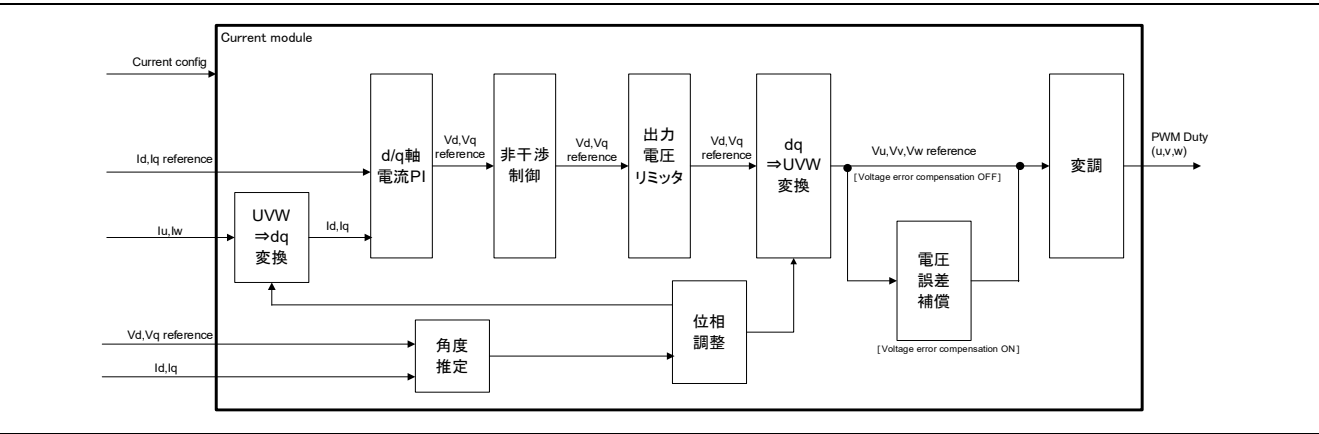 Current module
Current config
Id,Iq reference
Iu,Iw
Vd,Vq reference
Id,Iq
UVW
⇒dq
変換
Id,Iq
d/q軸
電流PI
Vd,Vq
reference
非干渉
制御
Vd,Vq
reference
出力
電圧
リミッタ
Vd,Vq
reference
dq
⇒UVW
変換
Vu,Vv,Vw reference
[Voltage error compensation OFF]
電圧
誤差
補償
[Voltage error compensation ON]
変調
PWM Duty
(u,v,w)
角度
推定
位相
調整